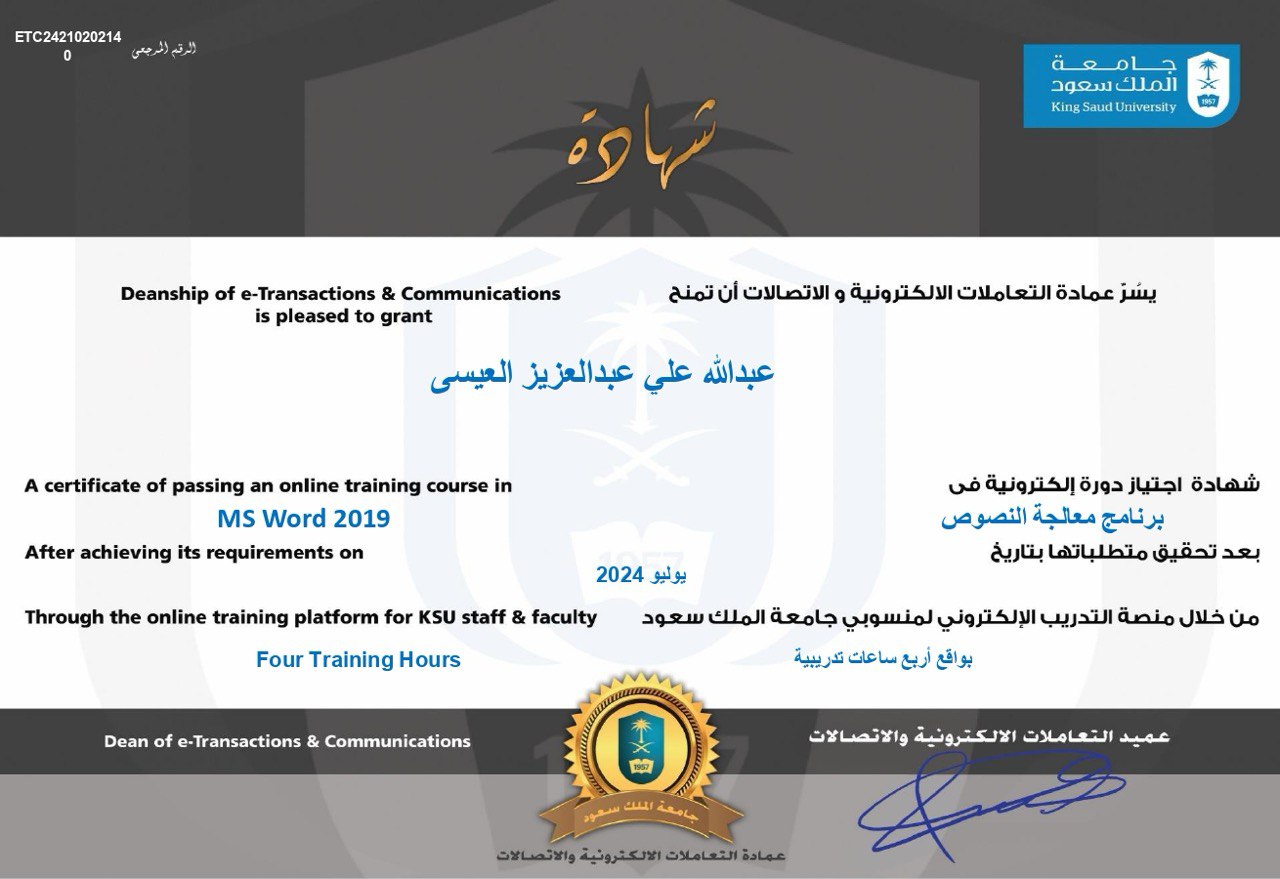 ETC2421020214
0
الرقم المرجعي
جامعة
الملك سعود
King Saud University
1957
شهادة
Deanship of e-Transactions & Communications
is pleased to grant
يسُرّ عمادة التعاملات الالكترونية و الاتصالات أن تمنح
عبدالله علي عبدالعزيز العيسى
A certificate of passing an online training course in
شهادة اجتياز دورة إلكترونية فى
MS Word 2019
برنامج معالجة النصوص
After achieving its requirements on
بعد تحقيق متطلباتها بتاريخ
1957
يوليو 2024
Through the online training platform for KSU staff & faculty
من خلال منصة التدريب الإلكتروني لمنسوبي جامعة الملك سعود
Four Training Hours
بواقع أربع ساعات تدريبية
Dean of e-Transactions & Communications
عميد التعاملات الالكترونية والاتصالات
1957
جامعة الملك سعود
عمادة التعاملات الالكترونية والاتصالات